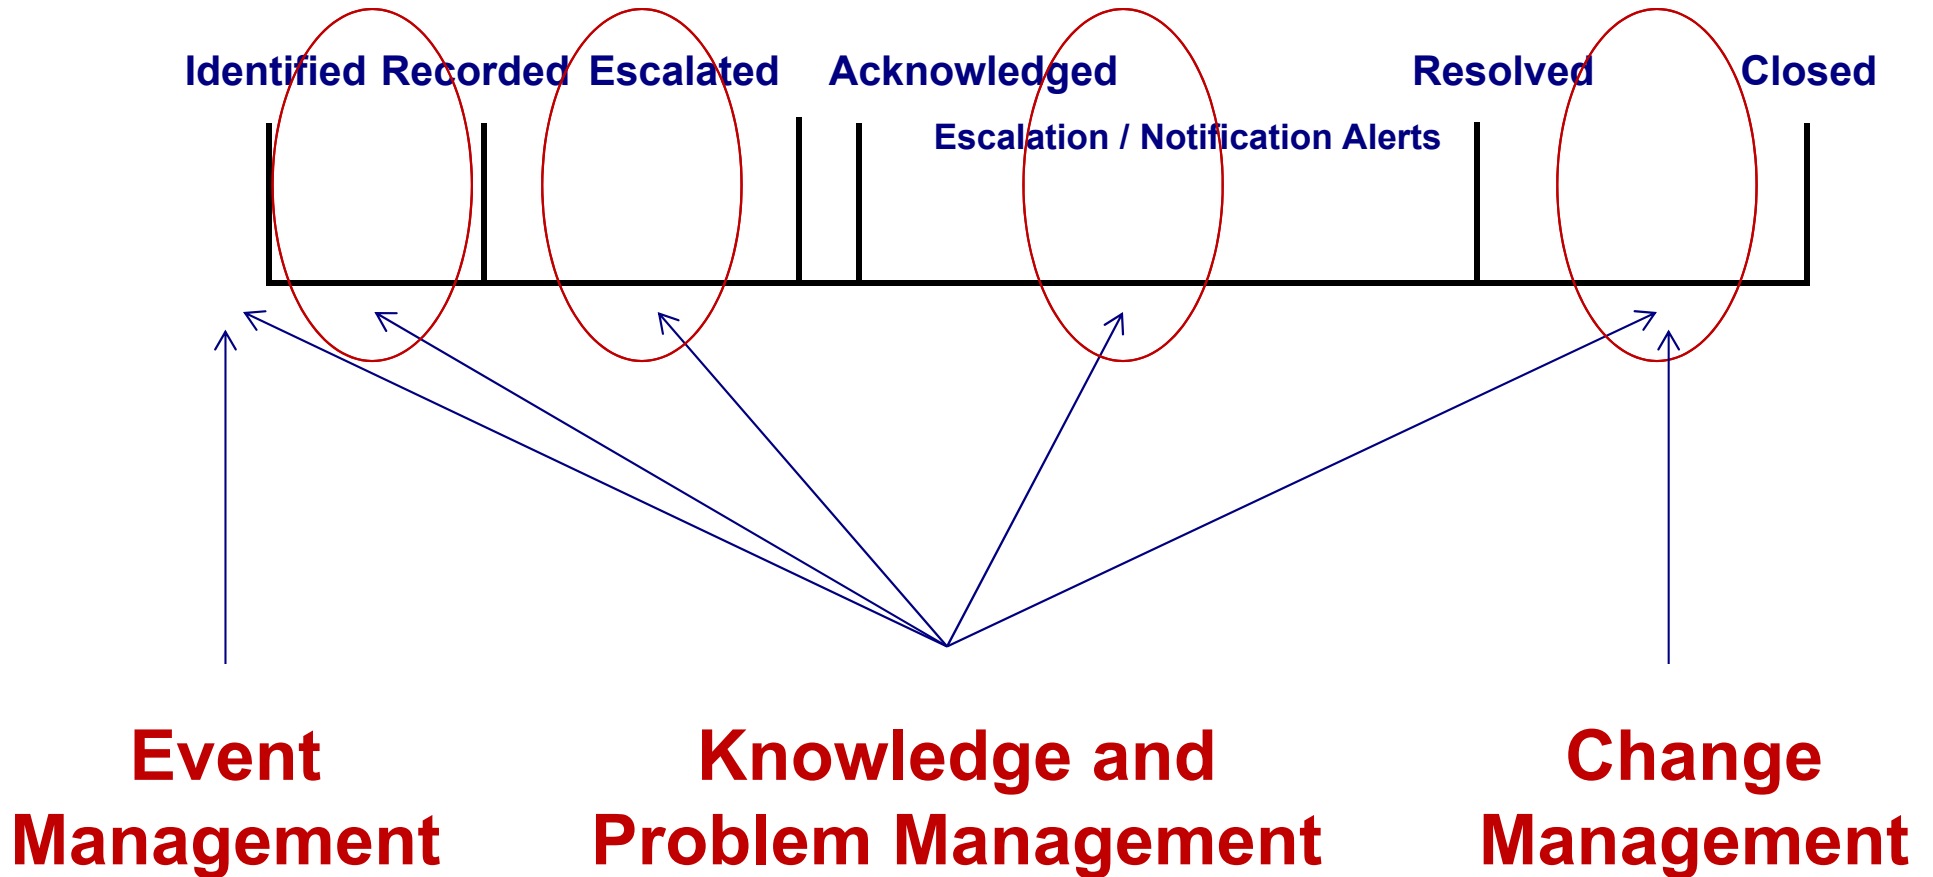 Identified Recorded Escalated Acknowledged Resolved Closed
Escalation / Notification Alerts
Event
Management
Knowledge and
Problem Management
Change
Management